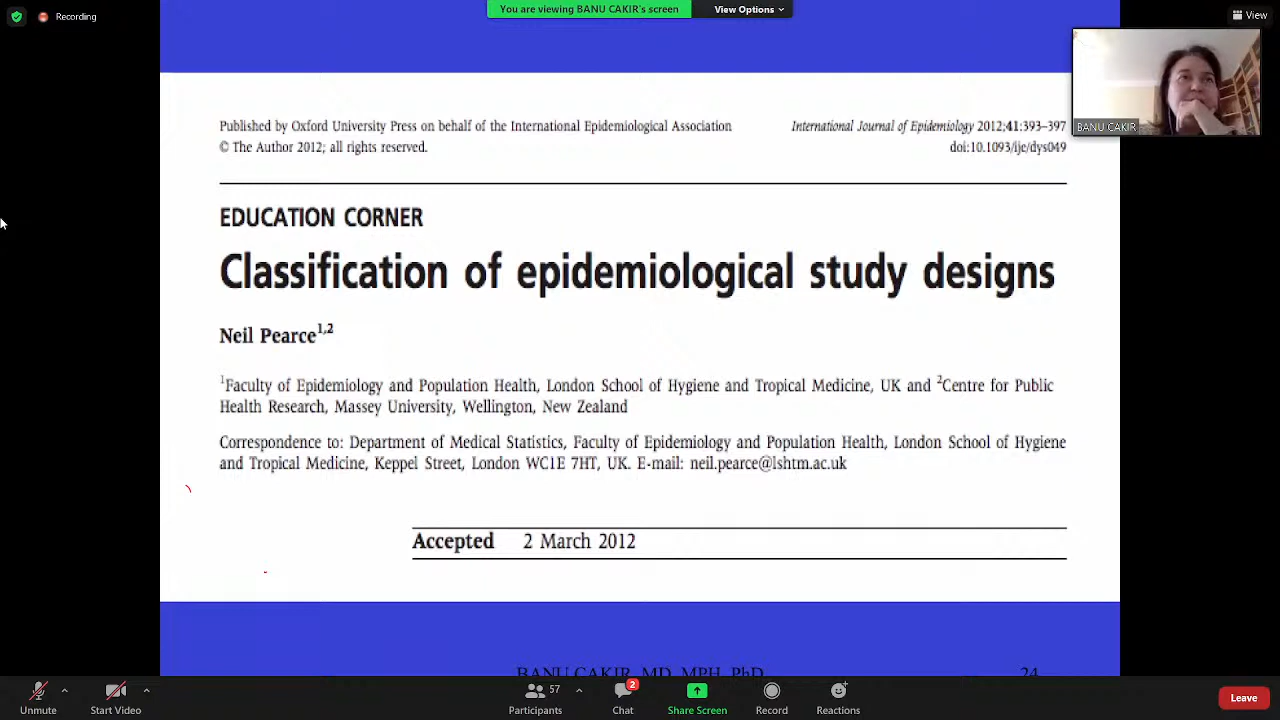 You are viewing BANU CAKIR's screen
View Options
Recording
View
BANU CAKIR
Published by Oxford University Press on behalf of the International Epidemiological Association
International Journal of Epidemiology 2012;41:393–397
© The Author 2012; all rights reserved.
doi:10.1093/ije/dys049
EDUCATION CORNER
Classification of epidemiological study designs
Neil Pearce1,2
1Faculty of Epidemiology and Population Health, London School of Hygiene and Tropical Medicine, UK and 2Centre for Public
Health Research, Massey University, Wellington, New Zealand
Correspondence to: Department of Medical Statistics, Faculty of Epidemiology and Population Health, London School of Hygiene
and Tropical Medicine, Keppel Street, London WC1E 7HT, UK. E-mail: neil.pearce@lshtm.ac.uk
Accepted 2 March 2012
BANU CAKIR, MD, MPH, PhD
24
Unmute
Start Video
Participants 57
Chat 2
Share Screen
Record
Reactions
Leave